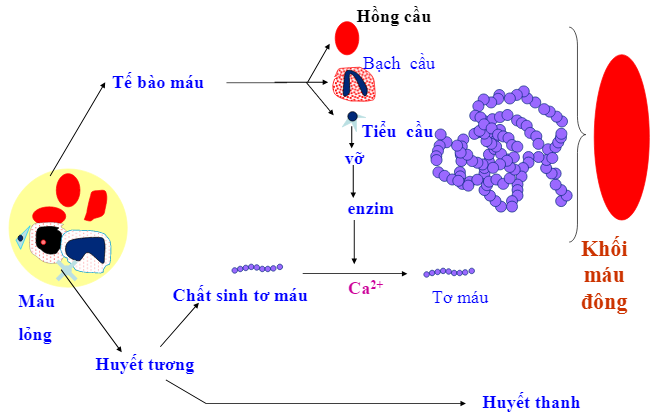 Hồng cầu
Bạch cầu
Tế bào máu
Tiểu cầu
vỡ
enzim
Khối
máu
đông
Chất sinh tơ máu
Ca2+
Tơ máu
Máu
lỏng
Huyết tương
Huyết thanh